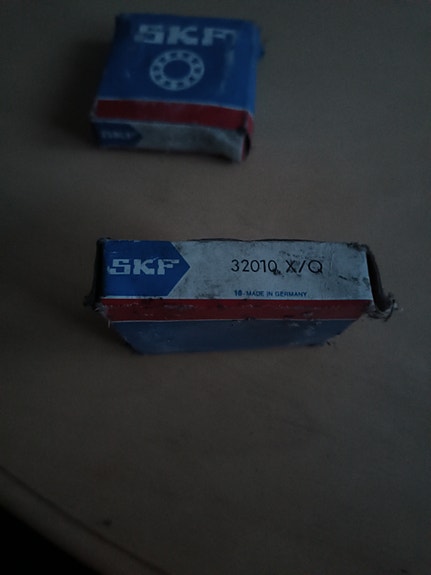 SKF
SKF
SKF 32010 X/Q
18 MADE IN GERMANY